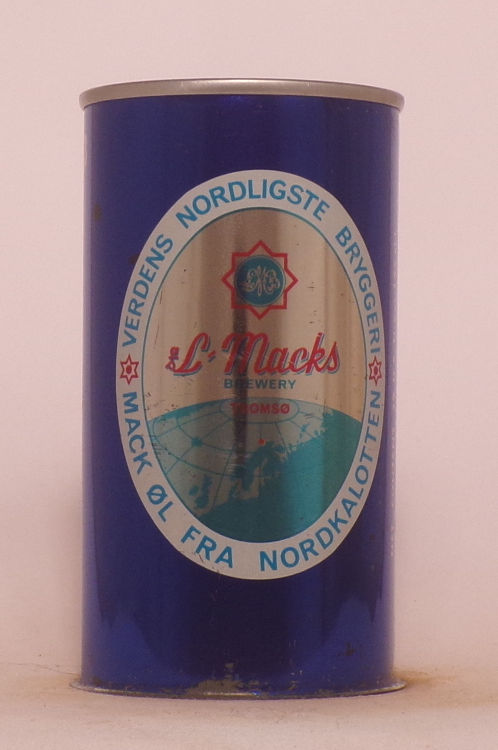 VERDENS NORDLIGSTE BRYGGERI
L. Macks
BREWERY
TROMSØ
MACK ØL FRA NORDKALOTTEN